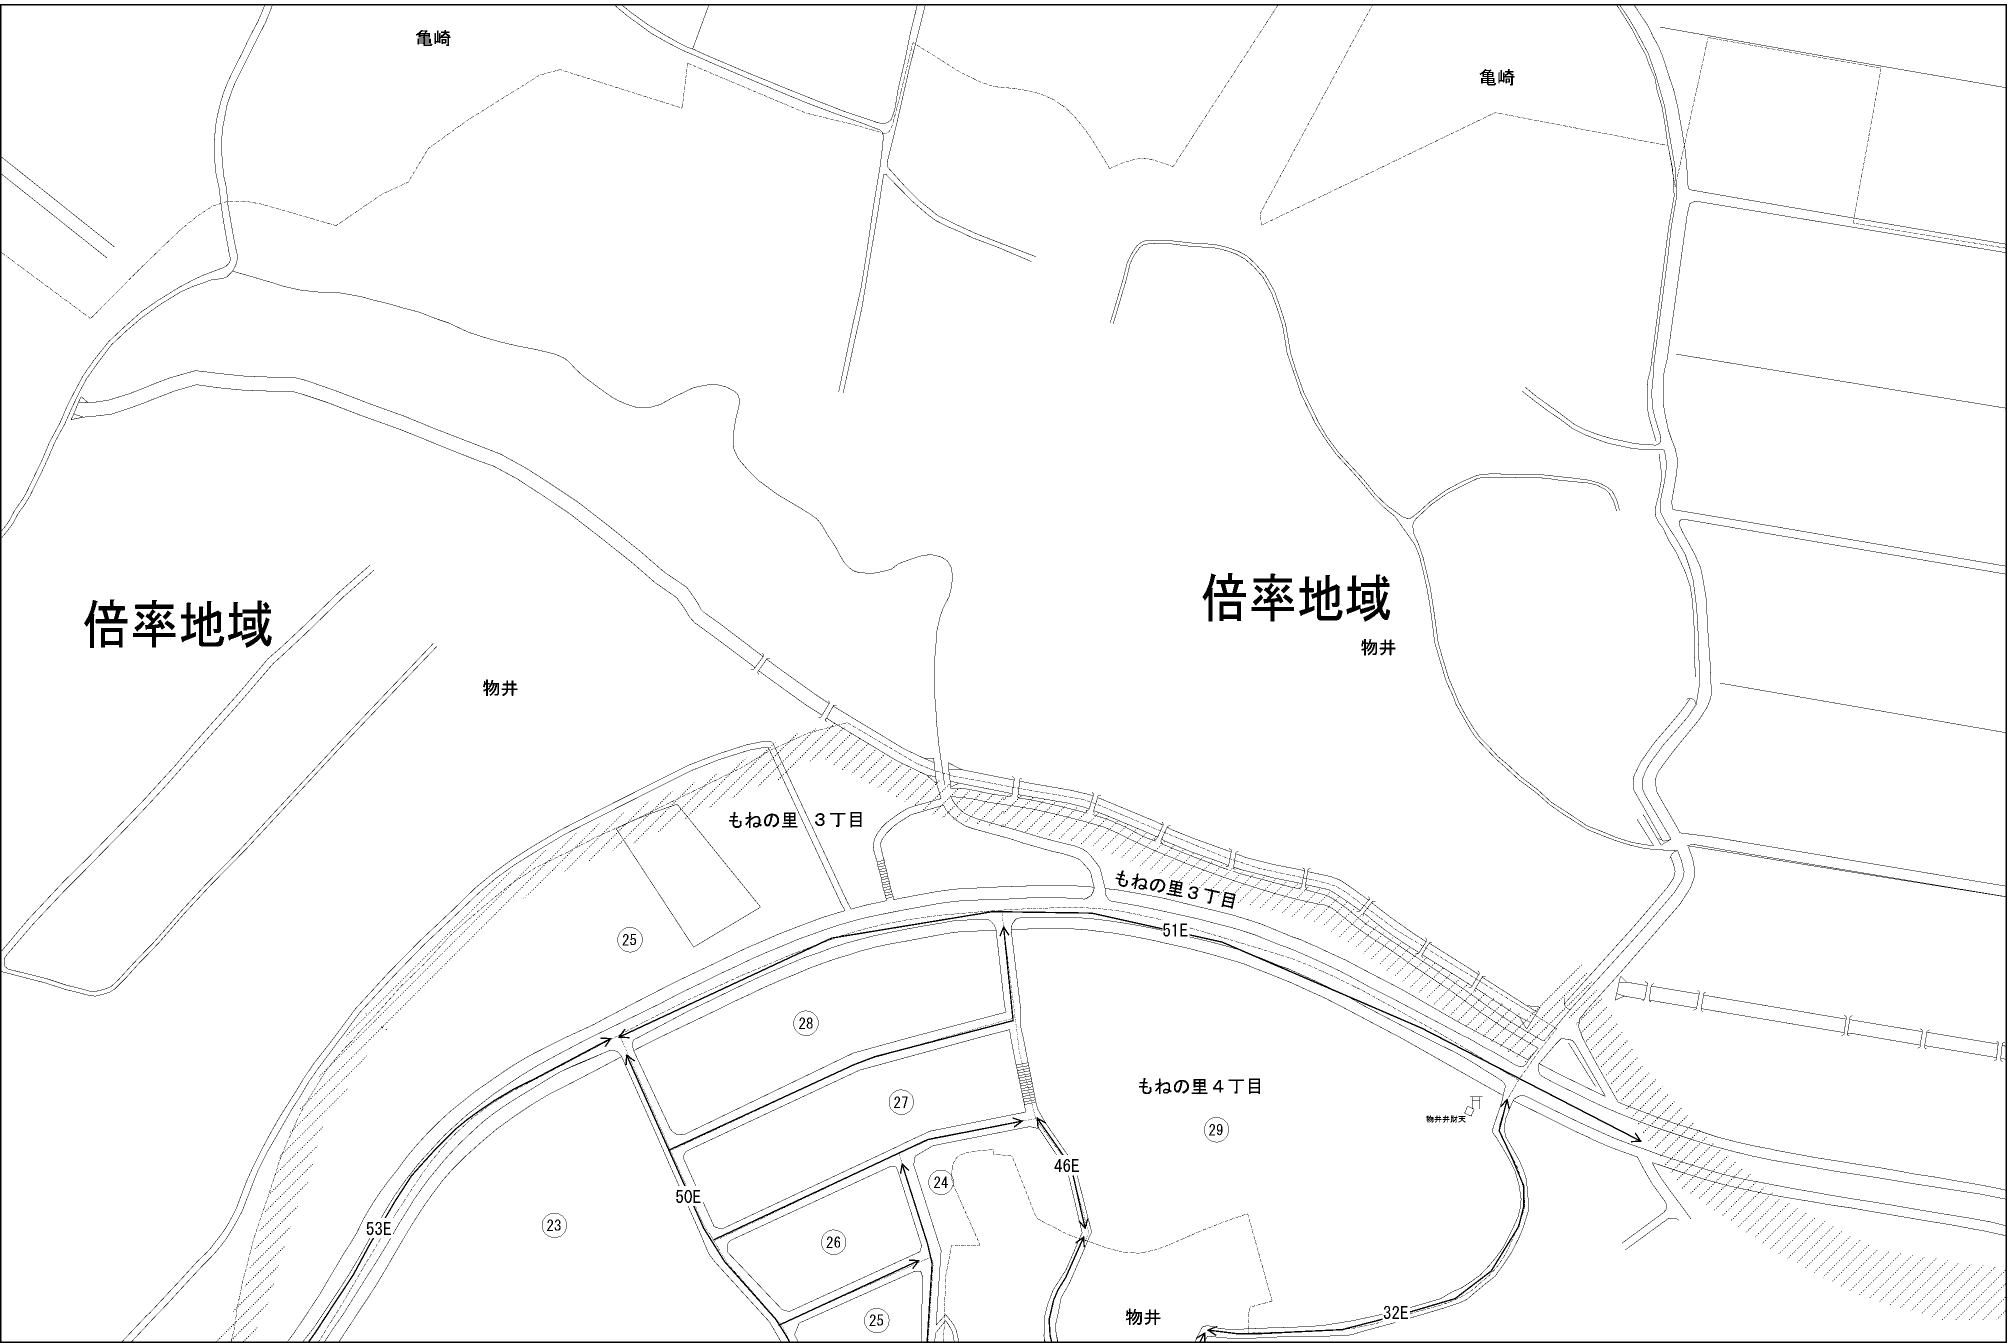 亀崎
亀崎
倍率地域
倍率地域
物井
物井
もねの里 3丁目
もねの里3丁目
51E
25
28
もねの里4丁目
27
物井弁財天
29
46E
24
50E
23
53E
26
物井
32E
25